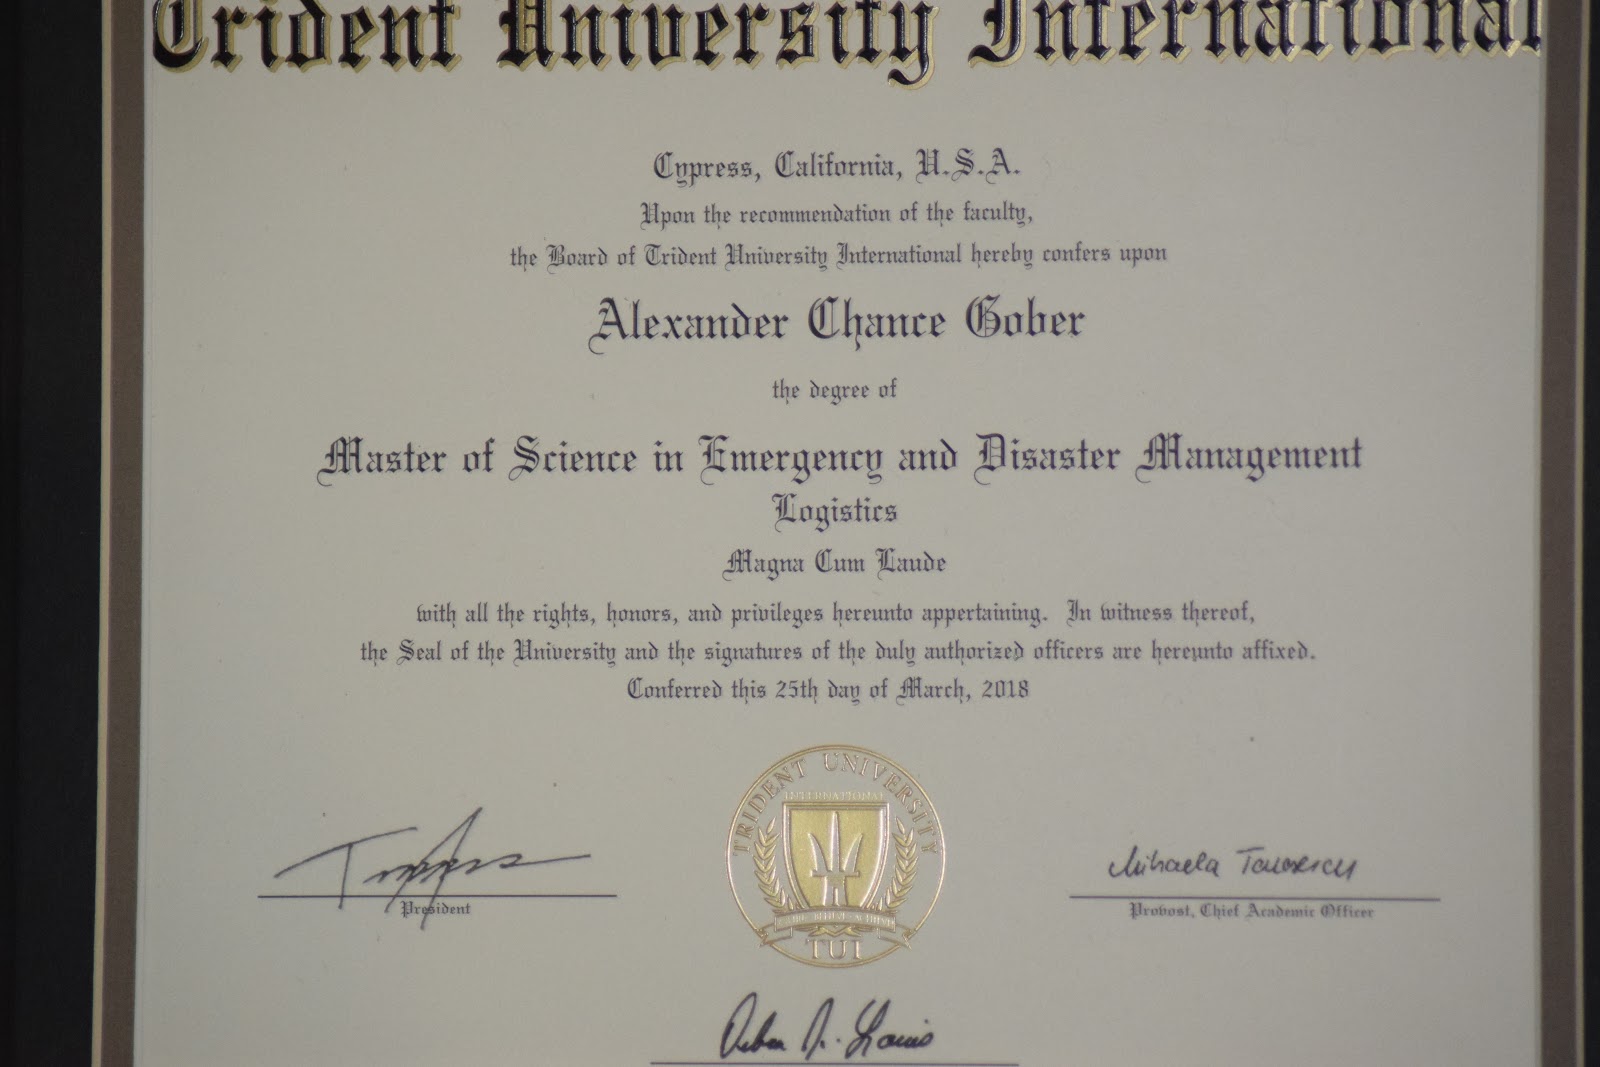 Trident University International
Cypress, California, U.S.A.
Upon the recommendation of the faculty,
the Board of Trident University International hereby confers upon
Alexander Chance Gober
the degree of
Master of Science in Emergency and Disaster Management
Logistics
Magna Cum Laude
with all the rights, honors, and privileges hereunto appertaining. In witness thereof,
the Seal of the University and the signatures of the duly authorized officers are hereunto affixed.
Conferred this 25th day of March, 2018
TRIDENT UNIVERSITY
INTERNATIONAL
TUI
President
Mihaela
Provost, Chief Academic Officer